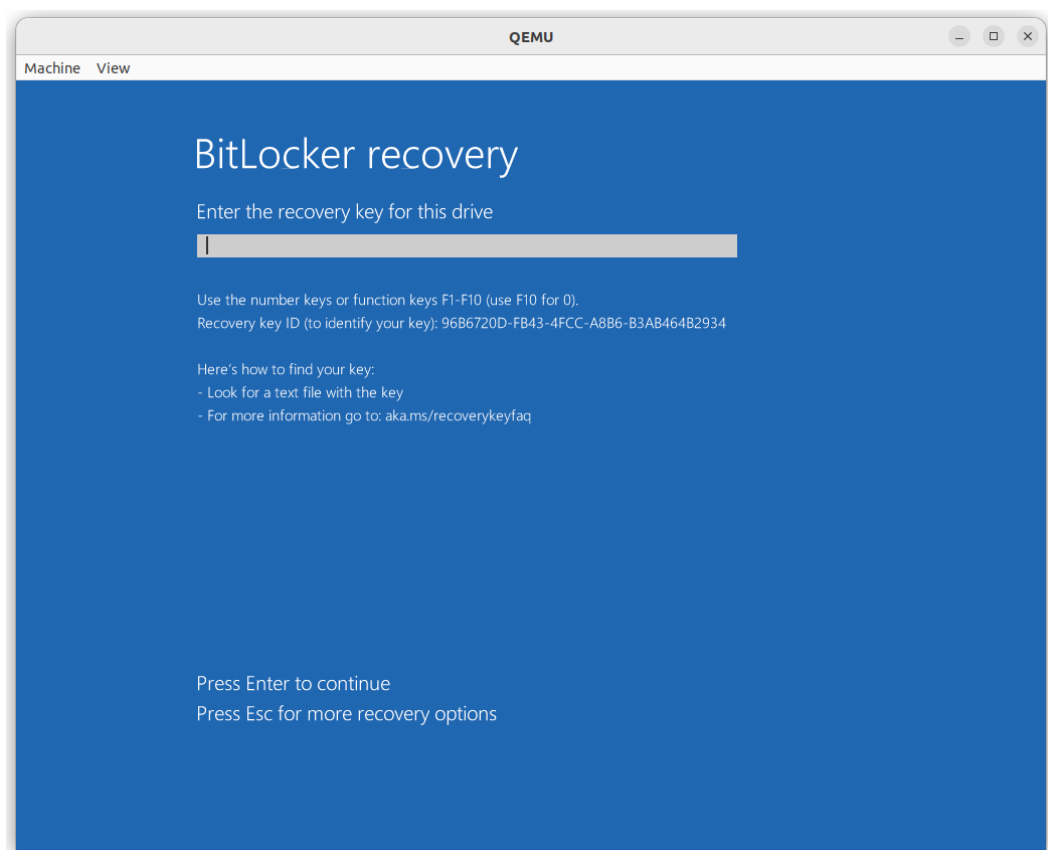 QEMU
Machine View
BitLocker recovery
Enter the recovery key for this drive
Use the number keys or function keys F1-F10 (use F10 for 0).
Recovery key ID (to identify your key): 96B6720D-FB43-4FCC-A8B6-B3AB464B2934
Here's how to find your key:
- Look for a text file with the key
- For more information go to: aka.ms/recoverykeyfaq
Press Enter to continue
Press Esc for more recovery options